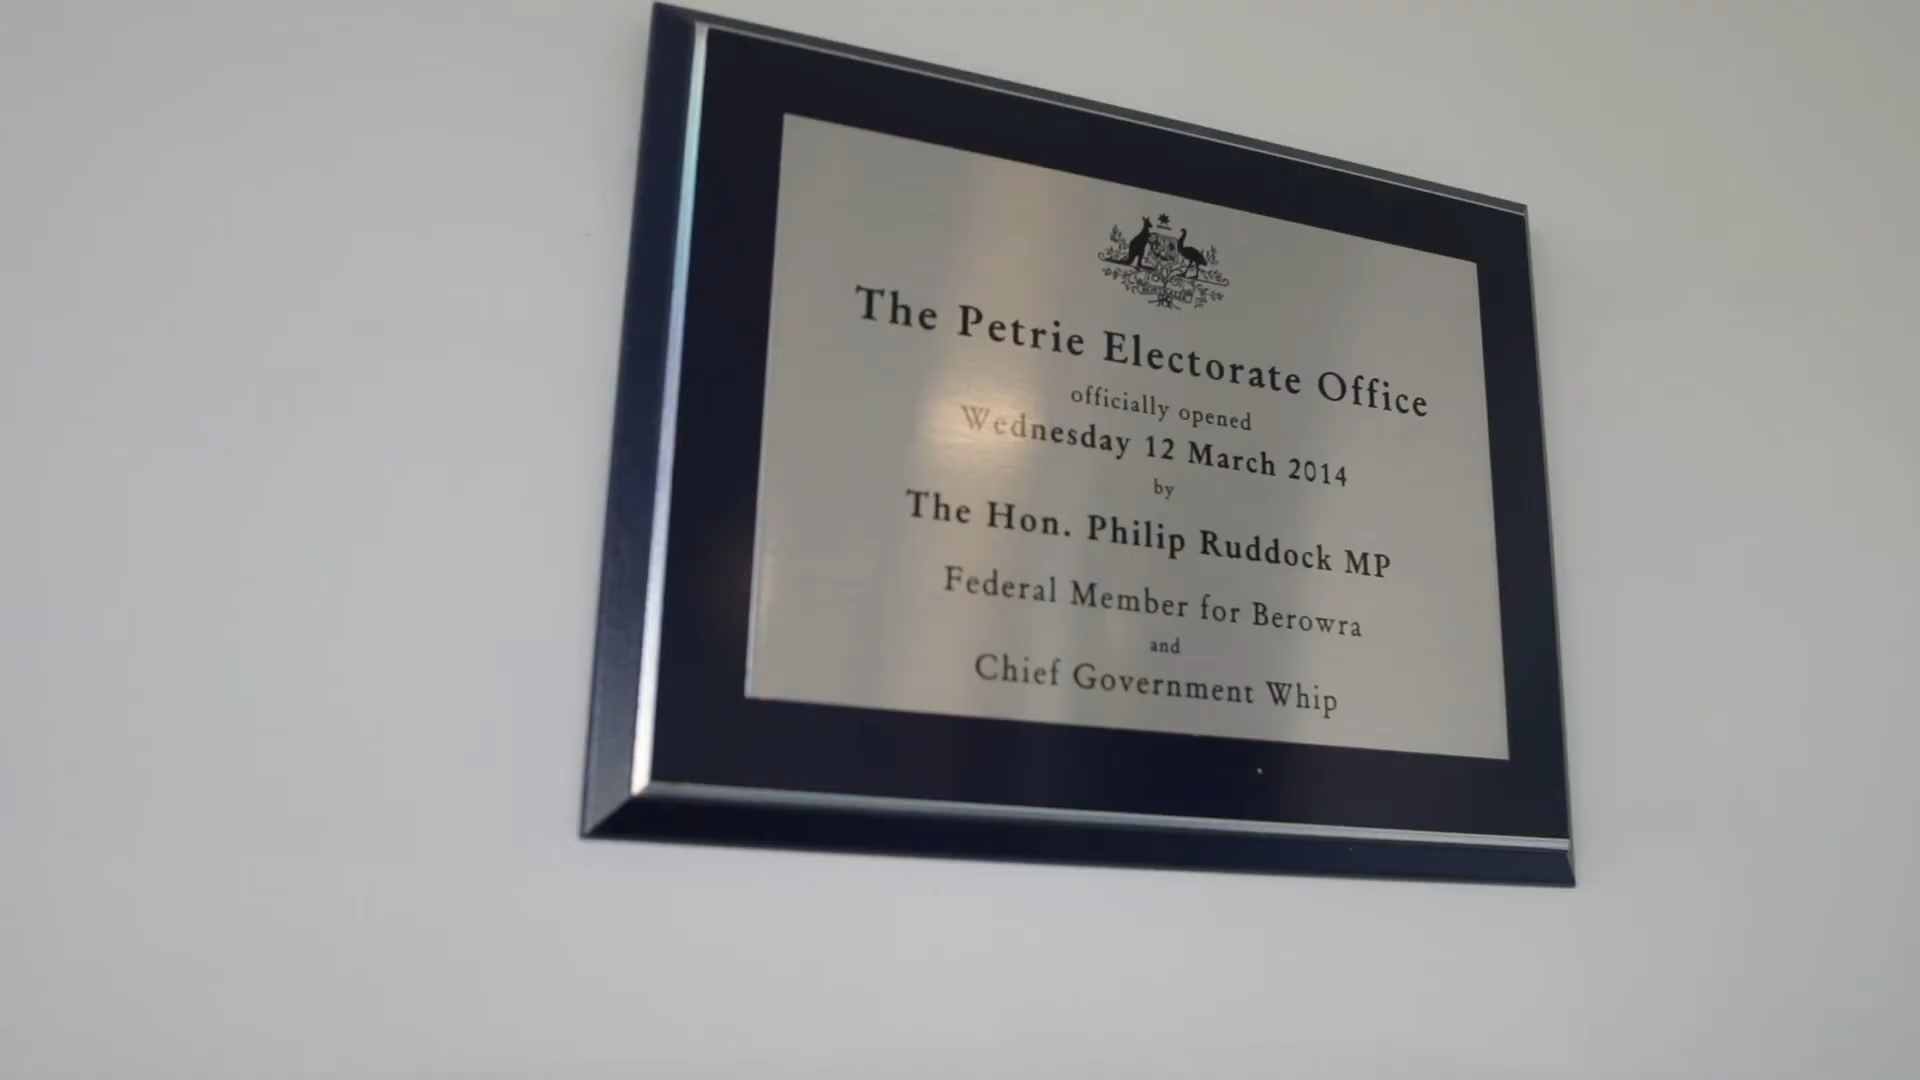 The Petrie Electorate Office
officially opened
Wednesday 12 March 2014
by
The Hon. Philip Ruddock MP
Federal Member for Berowra
and
Chief Government Whip